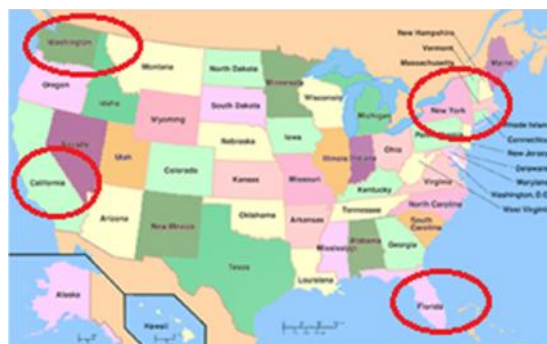 Washington
Montana
North Dakota
Minnesota
New Hampshire
Vermont
Massachusetts
Maine
Oregon
Idaho
Wyoming
South Dakota
Wisconsin
Michigan
New York
Rhode Island
Connecticut
New Jersey
Delaware
Maryland
Washington, D.C.
West Virginia
Nevada
Utah
Colorado
Nebraska
Iowa
Illinois
Indiana
Ohio
Pennsylvania
California
Kansas
Missouri
Kentucky
Virginia
Arizona
New Mexico
Oklahoma
Arkansas
Tennessee
North Carolina
South Carolina
Texas
Louisiana
Mississippi
Alabama
Georgia
Florida
Alaska
Hawaii